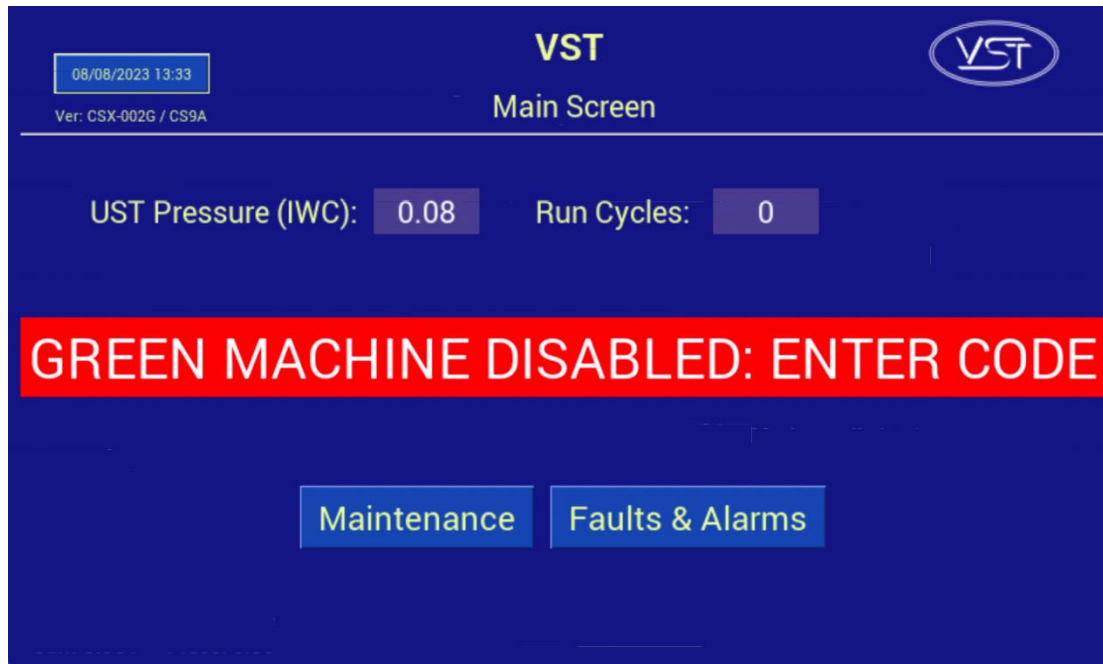 VST
VST
08/08/2023 13:33
Main Screen
Ver: CSX-002G / CS9A
UST Pressure (IWC): 0.08 Run Cycles: 0
GREEN MACHINE DISABLED: ENTER CODE
Maintenance Faults & Alarms